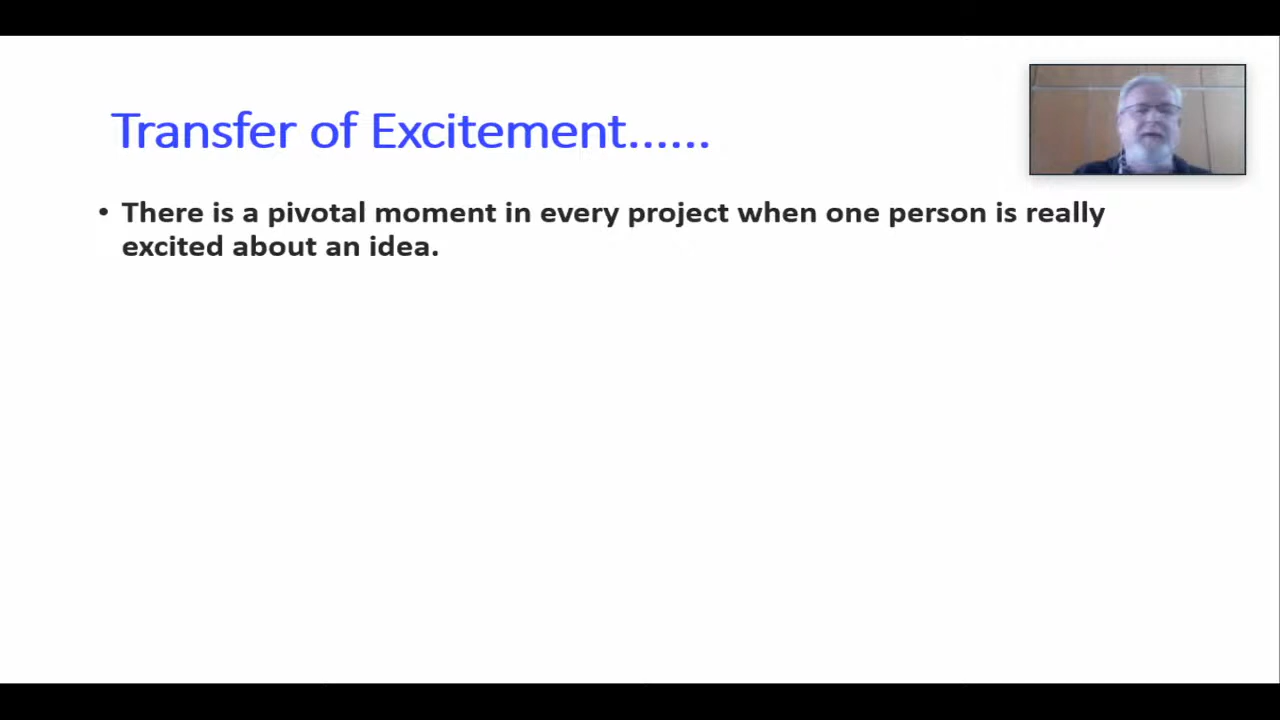 Transfer of Excitement......
• There is a pivotal moment in every project when one person is really
excited about an idea.